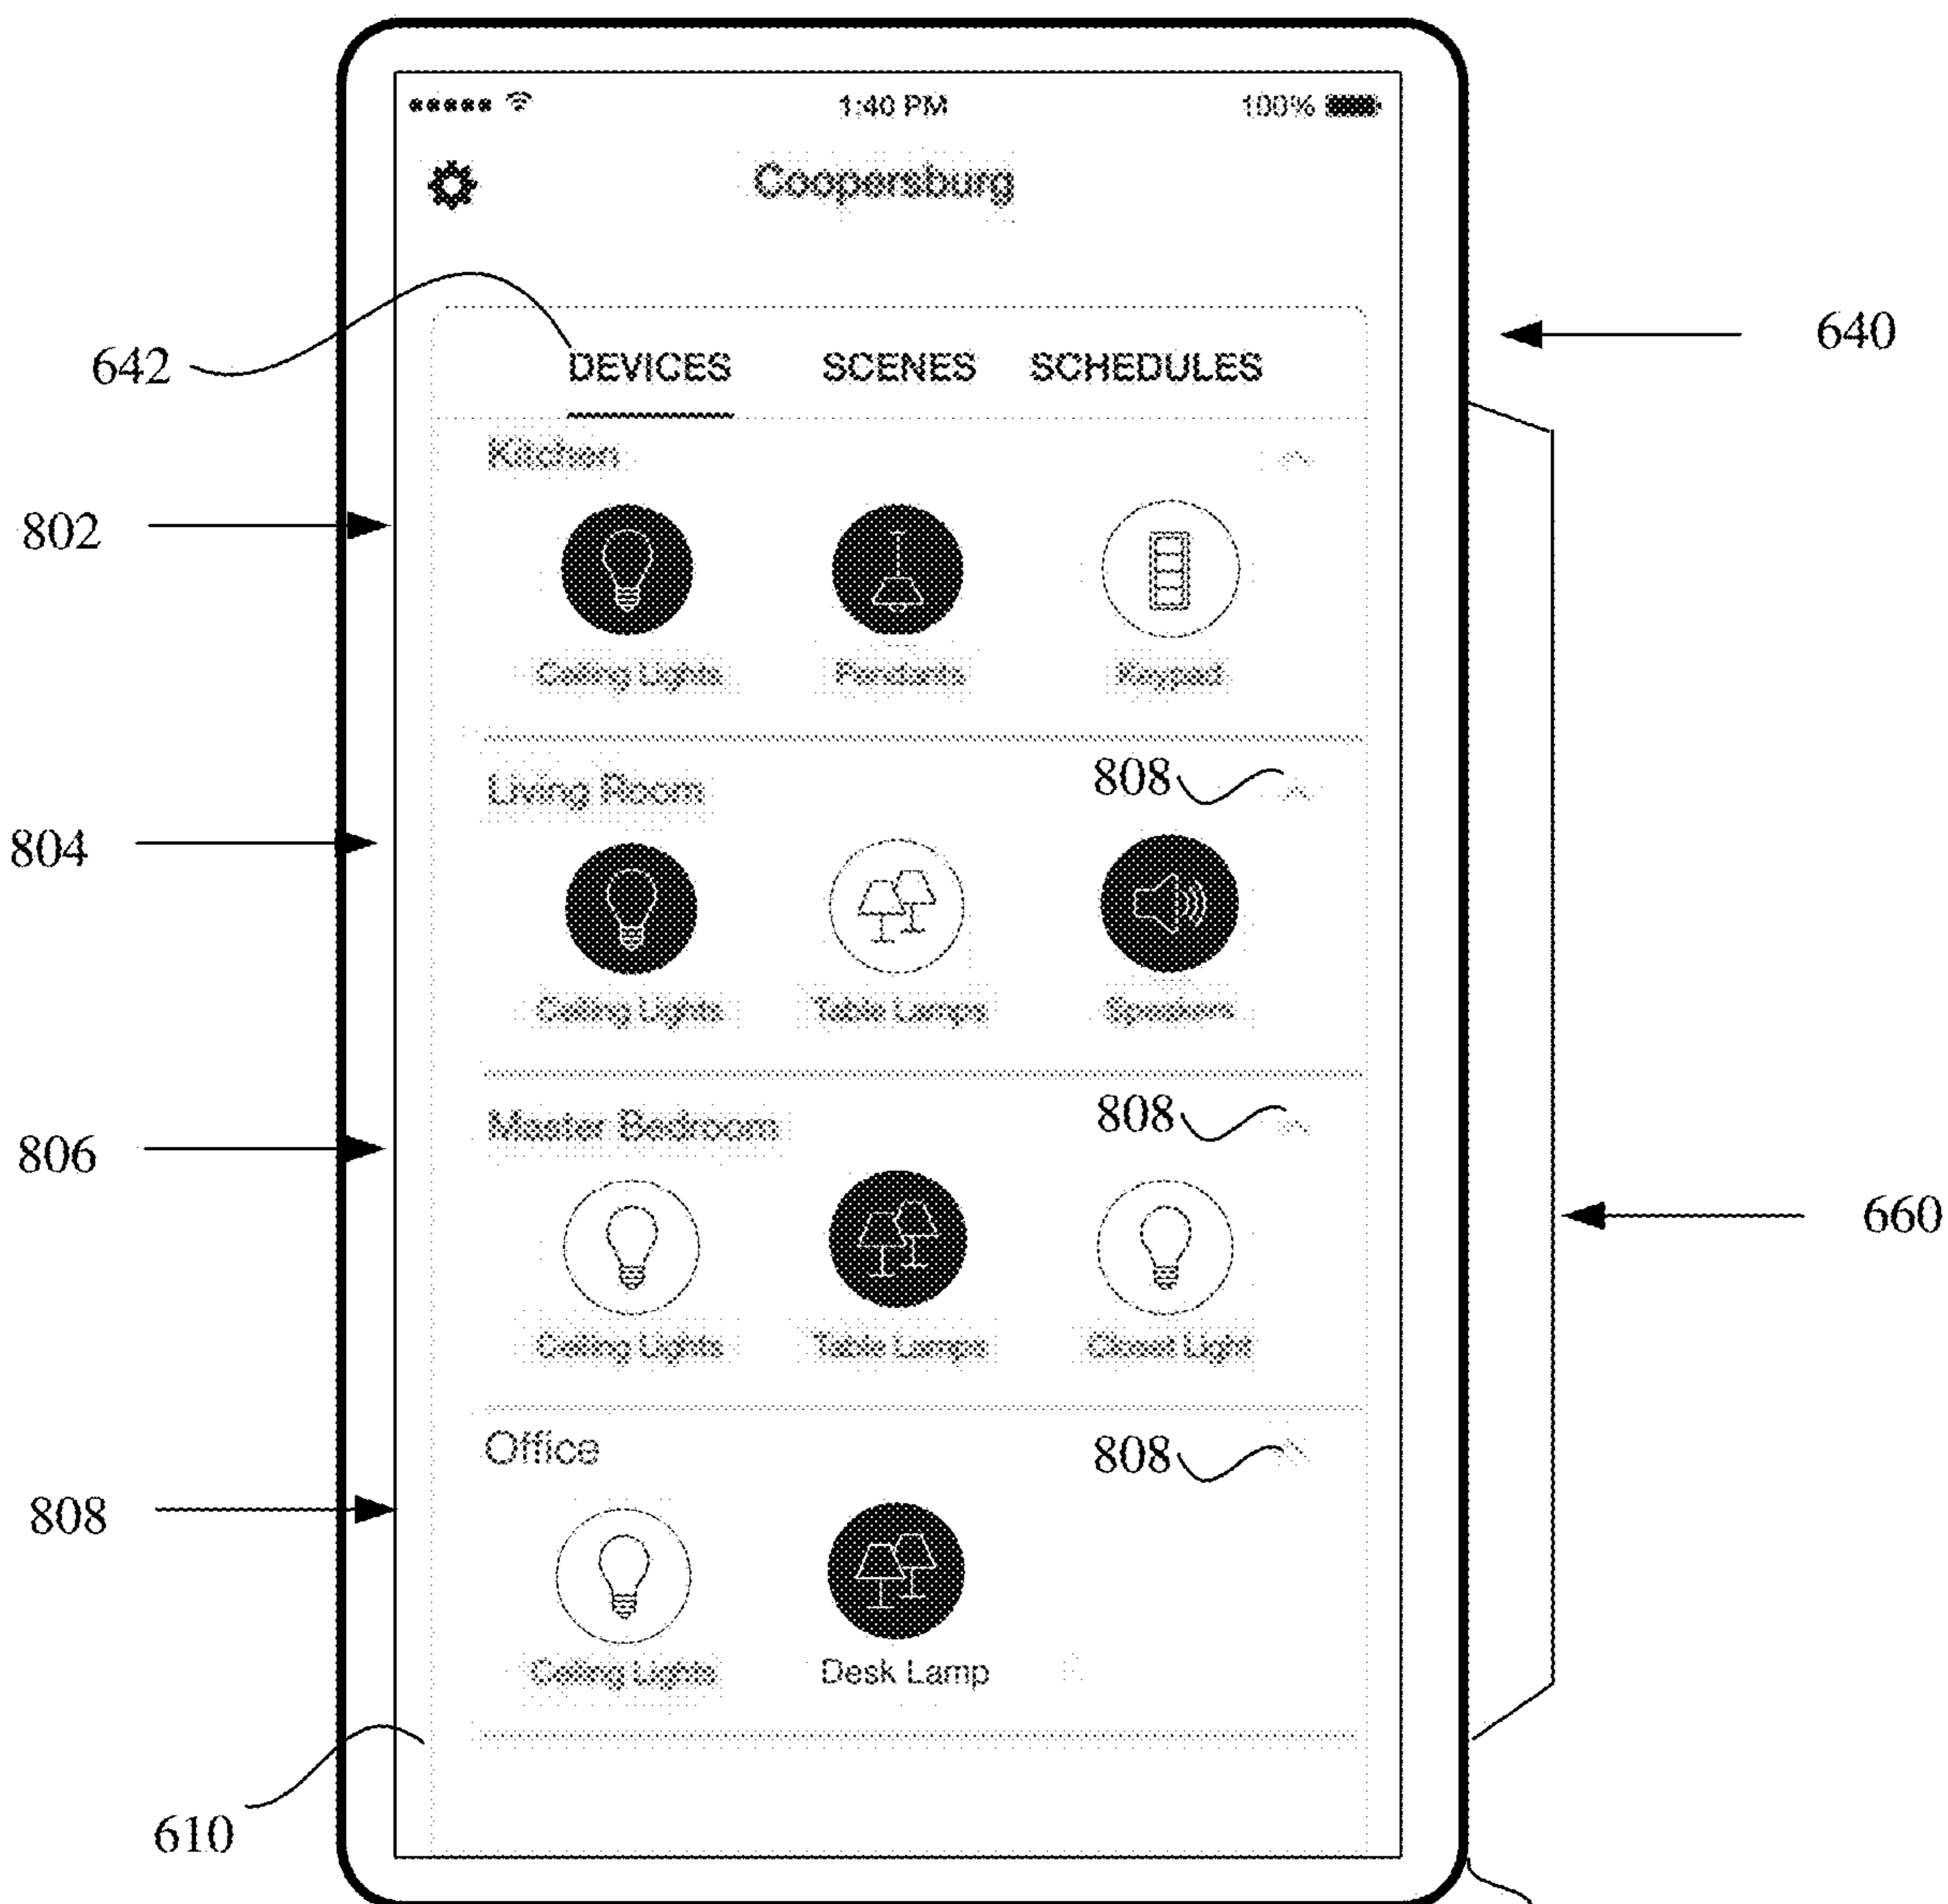 1:40 PM 100%
Coopersburg
640
642 DEVICES SCENES SCHEDULES
Kitchen
802
Ceiling Lights Pendants Keypad
Living Room 808
804
Ceiling Lights Table Lamps Speakers
Master Bedroom 808
806
660
Ceiling Lights Table Lamps Closet Light
Office 808
808
Ceiling Lights Desk Lamp
610